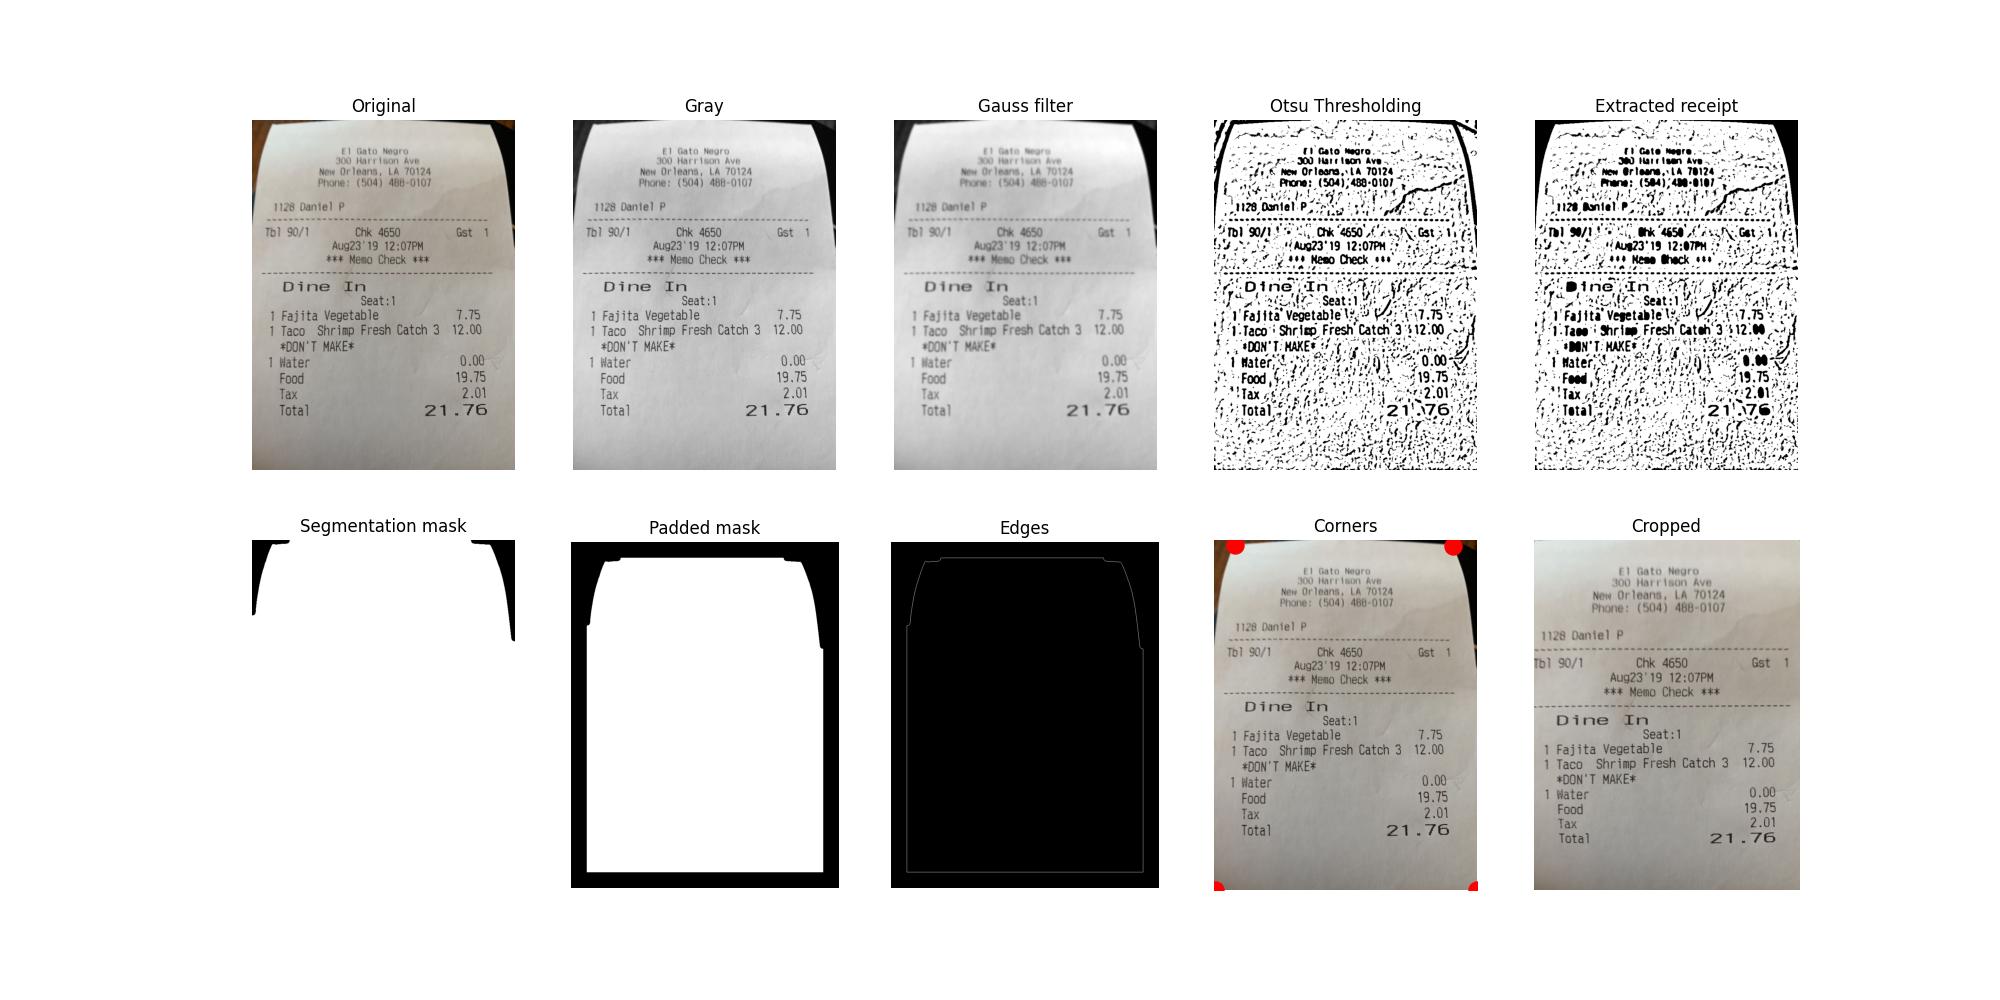 Original
El Gato Negro
300 Harrison Ave
New Orleans, LA 70124
Phone: (504) 488-0107
1128 Daniel P
Tbl 90/1 Chk 4650 Gst 1
Aug23'19 12:07PM
*** Memo Check ***
Dine In
Seat:1
1 Fajita Vegetable 7.75
1 Taco Shrimp Fresh Catch 3 12.00
*DON'T MAKE*
1 Water 0.00
Food 19.75
Tax 2.01
Total 21.76
Gray
El Gato Negro
300 Harrison Ave
New Orleans, LA 70124
Phone: (504) 488-0107
1128 Daniel P
Tbl 90/1 Chk 4650 Gst 1
Aug23'19 12:07PM
*** Memo Check ***
Dine In
Seat:1
1 Fajita Vegetable 7.75
1 Taco Shrimp Fresh Catch 3 12.00
*DON'T MAKE*
1 Water 0.00
Food 19.75
Tax 2.01
Total 21.76
Gauss filter
El Gato Negro
300 Harrison Ave
New Orleans, LA 70124
Phone: (504) 488-0107
1128 Daniel P
Tbl 90/1 Chk 4650 Gst 1
Aug23'19 12:07PM
*** Memo Check ***
Dine In
Seat:1
1 Fajita Vegetable 7.75
1 Taco Shrimp Fresh Catch 3 12.00
*DON'T MAKE*
1 Water 0.00
Food 19.75
Tax 2.01
Total 21.76
Otsu Thresholding
El Gato Negro
300 Harrison Ave
New Orleans, LA 70124
Phone: (504) 488-0107
1128 Daniel P
Tbl 90/1 Chk 4650 Gst 1
Aug23'19 12:07PM
*** Memo Check ***
Dine In
Seat:1
1 Fajita Vegetable 7.75
1 Taco Shrimp Fresh Catch 3 12.00
*DON'T MAKE*
1 Water 0.00
Food 19.75
Tax 2.01
Total 21.76
Extracted receipt
El Gato Negro
300 Harrison Ave
New Orleans, LA 70124
Phone: (504) 488-0107
1128 Daniel P
Tbl 90/1 Chk 4650 Gst 1
Aug23'19 12:07PM
*** Memo Check ***
Dine In
Seat:1
1 Fajita Vegetable 7.75
1 Taco Shrimp Fresh Catch 3 12.00
*DON'T MAKE*
1 Water 0.00
Food 19.75
Tax 2.01
Total 21.76
Segmentation mask
Padded mask
Edges
Corners
El Gato Negro
300 Harrison Ave
New Orleans, LA 70124
Phone: (504) 488-0107
1128 Daniel P
Tbl 90/1 Chk 4650 Gst 1
Aug23'19 12:07PM
*** Memo Check ***
Dine In
Seat:1
1 Fajita Vegetable 7.75
1 Taco Shrimp Fresh Catch 3 12.00
*DON'T MAKE*
1 Water 0.00
Food 19.75
Tax 2.01
Total 21.76
Cropped
El Gato Negro
300 Harrison Ave
New Orleans, LA 70124
Phone: (504) 488-0107
1128 Daniel P
Tbl 90/1 Chk 4650 Gst 1
Aug23'19 12:07PM
*** Memo Check ***
Dine In
Seat:1
1 Fajita Vegetable 7.75
1 Taco Shrimp Fresh Catch 3 12.00
*DON'T MAKE*
1 Water 0.00
Food 19.75
Tax 2.01
Total 21.76